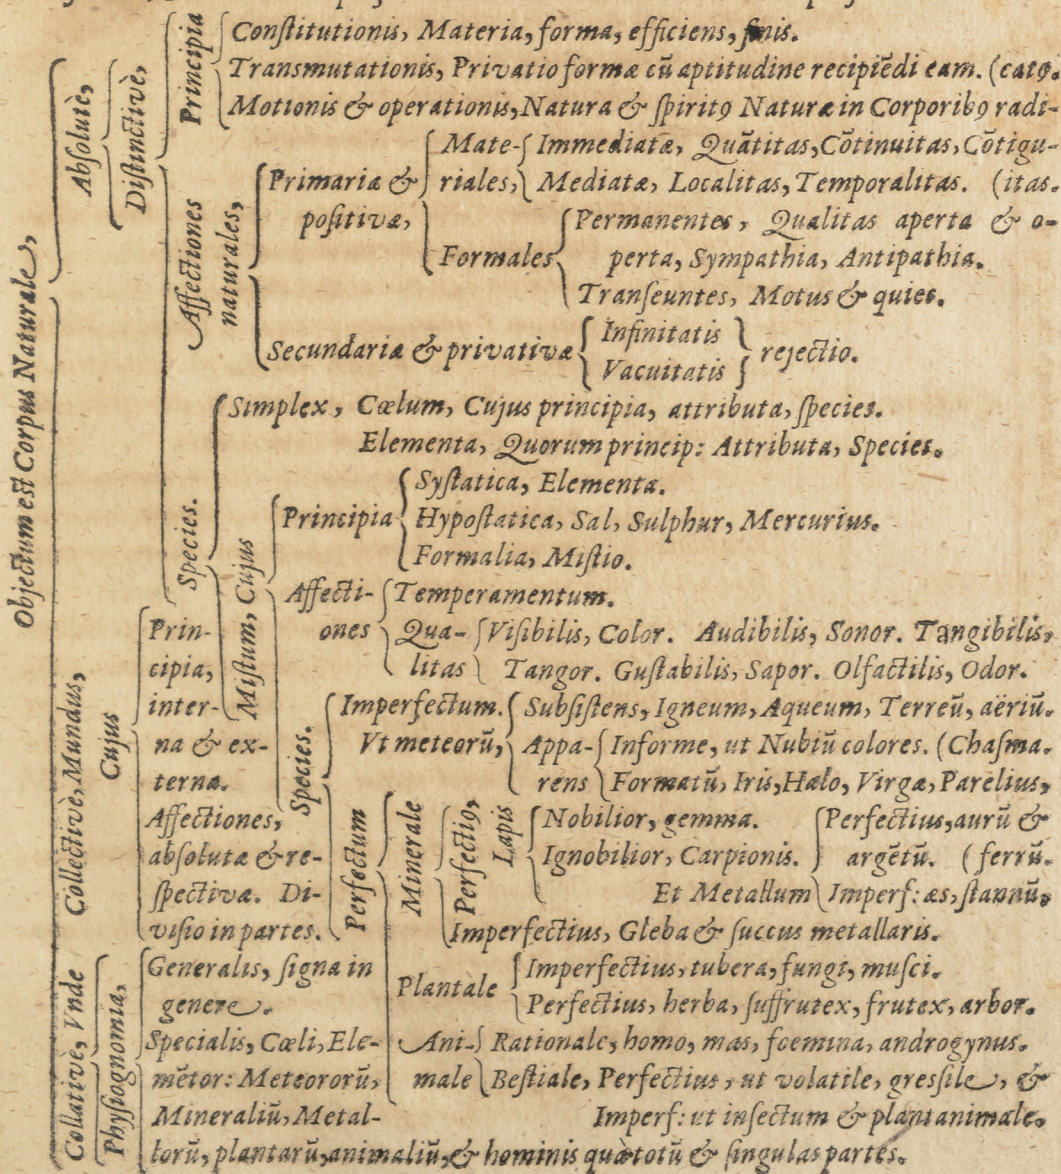 Objectum est Corpus Naturale,
Absolutè,
Distinctivè,
Principia
Constitutionis, Materia, forma, efficiens, finis.
Transmutationis, Privatio formæ cū aptitudine recipiēdi eam. (catꝰ.
Motionis & operationis, Natura & spiritꝰ Naturæ in Corporibꝰ radi-
Affectiones
naturales,
Primariæ &
positivæ,
Mate-
riales,
Immediatæ, Quātitas, Cōtinuitas, Cōtigu-
Mediatæ, Localitas, Temporalitas. (itas.
Formales
Permanentes, Qualitas aperta & o-
perta, Sympathia, Antipathia.
Transeuntes, Motus & quies.
Secundariæ & privativæ
Infinitatis
Vacuitatis
rejectio.
Species.
Simplex, Cœlum, Cujus principia, attributa, species.
Elementa, Quorum princip: Attributa, Species.
Mistum, Cujus
Principia
Systatica, Elementa.
Hypostatica, Sal, Sulphur, Mercurius.
Formalia, Mistio.
Affecti-
ones
Temperamentum.
Qua-
litas
Visibilis, Color. Audibilis, Sonor. Tangibilis,
Tangor. Gustabilis, Sapor. Olfactilis, Odor.
Species.
Imperfectum.
Vt meteorū,
Subsistens, Igneum, Aqueum, Terreū, aëriū.
Appa-
rens
Informe, ut Nubiū colores. (Chasma.
Formatū, Iris, Halo, Virgæ, Parelius,
Perfectum
Minerale
Perfectiꝰ,
Lapis
Nobilior, gemma.
Ignobilior, Carpionis.
Et Metallum
Perfectius, aurū &
argētū. (ferrū.
Imperf: æs, stannū,
Imperfectius, Gleba & succus metallaris.
Plantale
Imperfectius, tubera, fungi, musci.
Perfectius, herba, suffrutex, frutex, arbor.
Ani-
male
Rationale, homo, mas, fœmina, androgynus.
Bestiale, Perfectius, ut volatile, gressile, &
Imperf: ut insectum & plantanimale.
Collectivè, Mundus,
Cujus
Prin-
cipia,
inter-
na & ex-
terna.
Affectiones,
absolutæ & re-
spectivæ. Di-
visio in partes.
Collativè, Vnde
Physiognomia,
Generalis, signa in
genere.
Specialis, Cœli, Ele-
mētor: Meteororū,
Mineraliū, Metal-
lorū, plantarū, animaliū, & hominis quà totū & singulas partes.